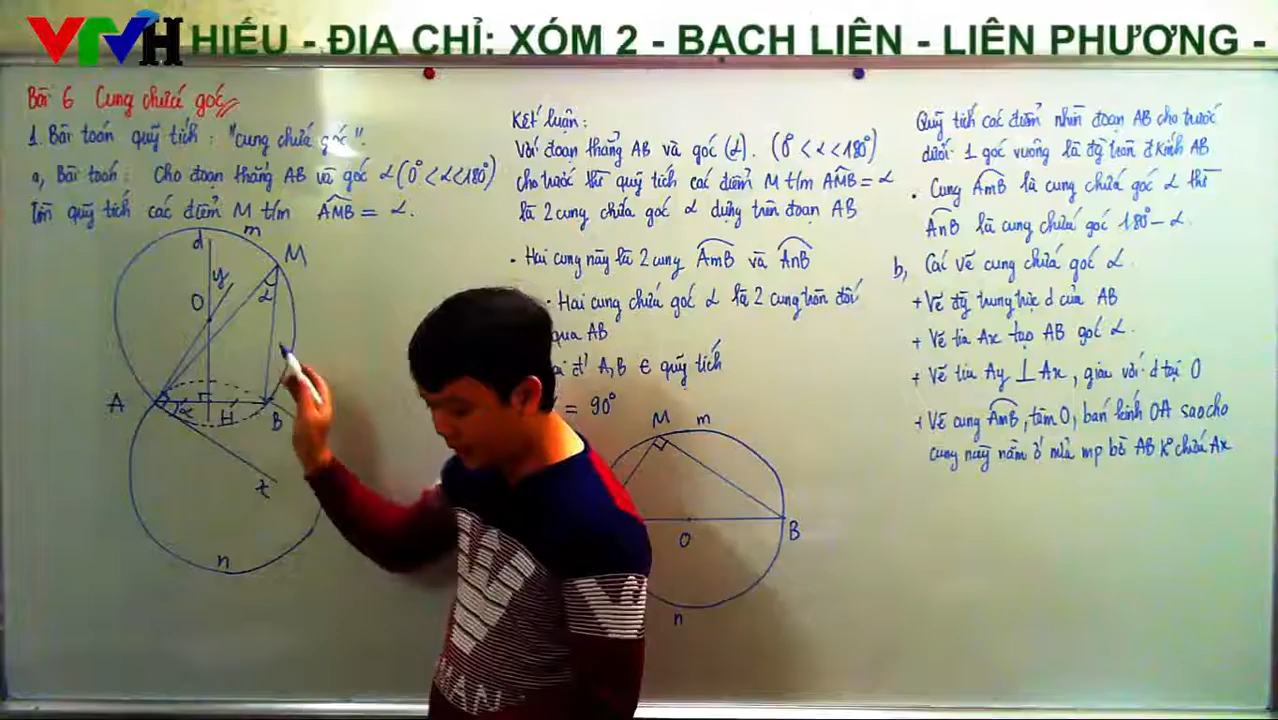 VTVH HIẾU - ĐỊA CHỈ: XÓM 2 - BẠCH LIÊN - LIÊN PHƯƠNG -
Bài 6 Cung chứa góc
1. Bài toán quỹ tích: "cung chứa góc".
a, Bài toán: Cho đoạn thẳng AB và góc α (0° < α < 180°)
Tìm quỹ tích các điểm M t/m AMB = α.
d
m
M
y
O
α
A
α
H
B
x
n
Kết luận:
Với đoạn thẳng AB và góc (α). (0° < α < 180°)
cho trước thì quỹ tích các điểm M t/m AMB = α
là 2 cung chứa góc α dựng trên đoạn AB
. Hai cung này là 2 cung AmB và AnB
. Hai cung chứa góc α là 2 cung tròn đối
qua AB
A, B ∈ quỹ tích
= 90°
M
m
O
B
n
Quỹ tích các điểm nhìn đoạn AB cho trước
dưới 1 góc vuông là đg tròn đkính AB
. Cung AmB là cung chứa góc α thì
AnB là cung chứa góc 180° - α.
b, Các vẽ cung chứa góc α.
+ Vẽ đg trung trực d của AB
+ Vẽ tia Ax tạo AB góc α.
+ Vẽ tia Ay ⊥ Ax, giao với d tại O
+ Vẽ cung AmB, tâm O, bán kính OA sao cho
cung này nằm ở nửa mp bờ AB k° chứa Ax